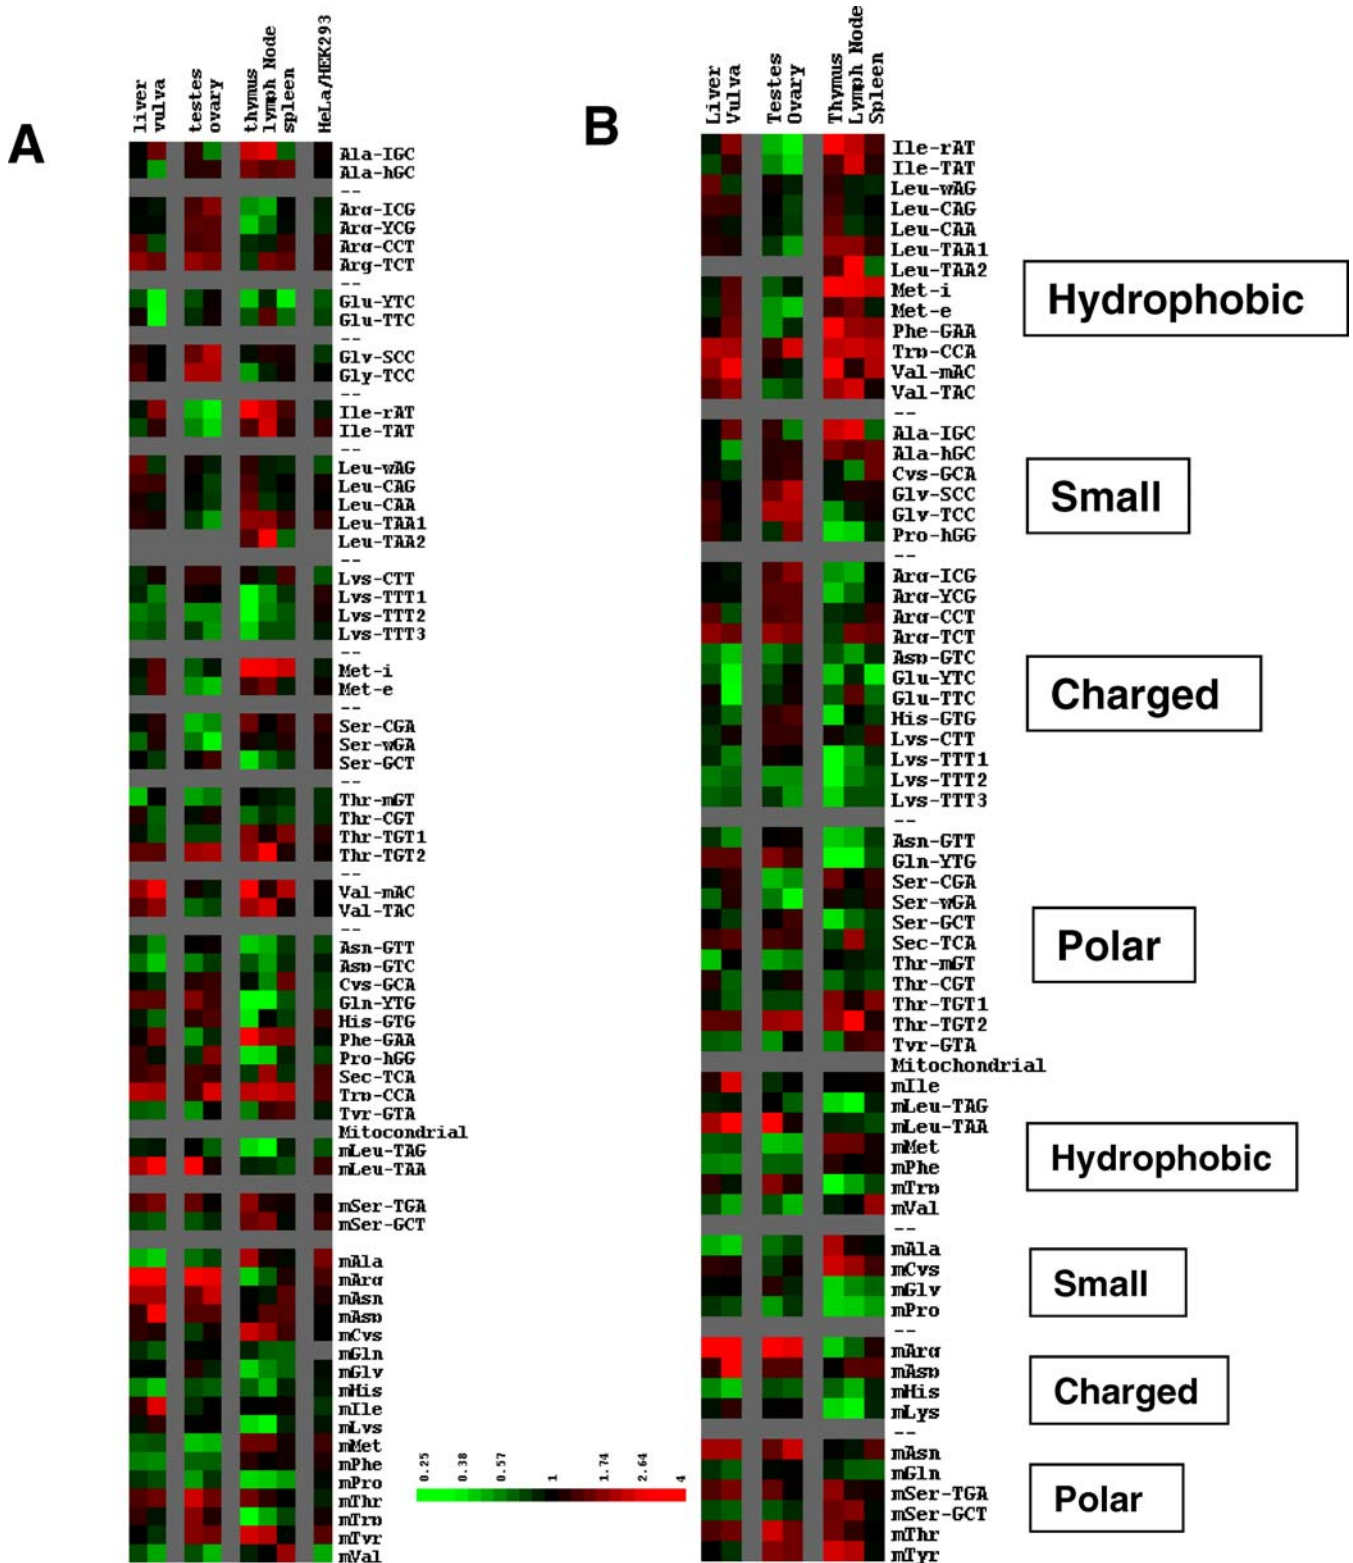 A
liver
vulva
testes
ovary
thymus
lymph Node
spleen
HeLa/HEK293
Ala-IGC
Ala-hGC
--
Arg-ICG
Arg-YCG
Arg-CCT
Arg-TCT
--
Glu-YTC
Glu-TTC
--
Gly-SCC
Gly-TCC
--
Ile-rAT
Ile-TAT
--
Leu-wAG
Leu-CAG
Leu-CAA
Leu-TAA1
Leu-TAA2
--
Lys-CTT
Lys-TTT1
Lys-TTT2
Lys-TTT3
--
Met-i
Met-e
--
Ser-CGA
Ser-wGA
Ser-GCT
--
Thr-mGT
Thr-CGT
Thr-TGT1
Thr-TGT2
--
Val-mAC
Val-TAC
--
Asn-GTT
Asp-GTC
Cys-GCA
Gln-YTG
His-GTG
Phe-GAA
Pro-hGG
Sec-TCA
Trp-CCA
Tyr-GTA
Mitocondrial
mLeu-TAG
mLeu-TAA
mSer-TGA
mSer-GCT
mAla
mArg
mAsn
mAsp
mCys
mGln
mGly
mHis
mIle
mLys
mMet
mPhe
mPro
mThr
mTrp
mTyr
mVal
0.25
0.38
0.57
1
1.74
2.64
4
B
Liver
Vulva
Testes
Ovary
Thymus
Lymph Node
Spleen
Ile-rAT
Ile-TAT
Leu-wAG
Leu-CAG
Leu-CAA
Leu-TAA1
Leu-TAA2
Met-i
Met-e
Phe-GAA
Trp-CCA
Val-mAC
Val-TAC
--
Ala-IGC
Ala-hGC
Cys-GCA
Gly-SCC
Gly-TCC
Pro-hGG
--
Arg-ICG
Arg-YCG
Arg-CCT
Arg-TCT
Asp-GTC
Glu-YTC
Glu-TTC
His-GTG
Lys-CTT
Lys-TTT1
Lys-TTT2
Lys-TTT3
--
Asn-GTT
Gln-YTG
Ser-CGA
Ser-wGA
Ser-GCT
Sec-TCA
Thr-mGT
Thr-CGT
Thr-TGT1
Thr-TGT2
Tyr-GTA
Mitochondrial
mIle
mLeu-TAG
mLeu-TAA
mMet
mPhe
mTrp
mVal
--
mAla
mCys
mGly
mPro
--
mArg
mAsp
mHis
mLys
--
mAsn
mGln
mSer-TGA
mSer-GCT
mThr
mTyr
Hydrophobic
Small
Charged
Polar
Hydrophobic
Small
Charged
Polar